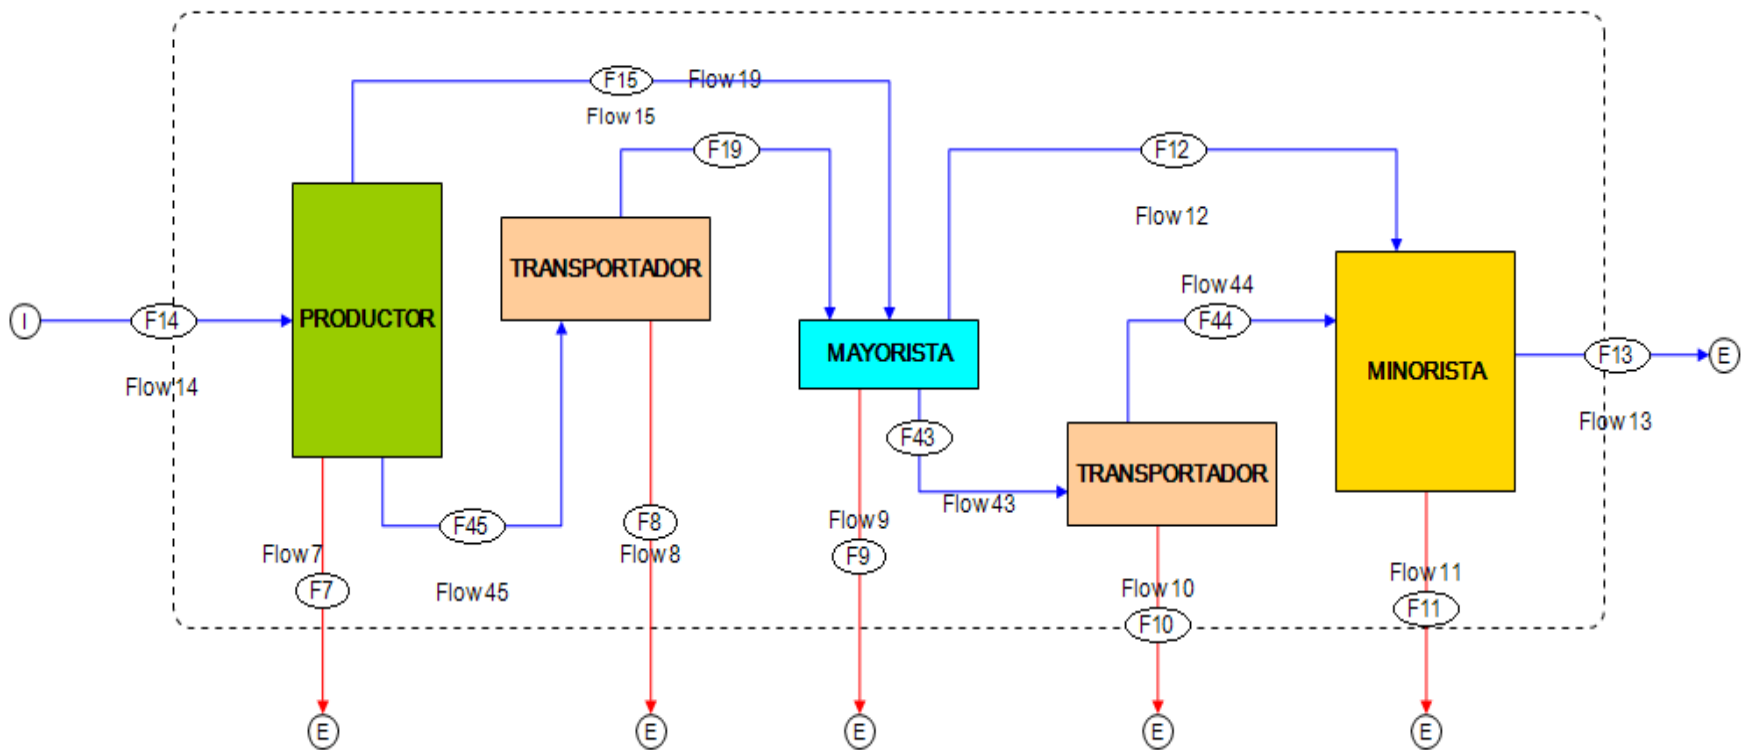 F15
Flow 19
Flow 15
F19
F12
Flow 12
TRANSPORTADOR
Flow 44
I
F14
PRODUCTOR
F44
MAYORISTA
F13
E
MINORISTA
Flow 14
Flow 13
F43
TRANSPORTADOR
Flow 43
F45
F8
Flow 9
Flow 7
Flow 8
F9
Flow 11
F7
Flow 45
Flow 10
F11
F10
E
E
E
E
E